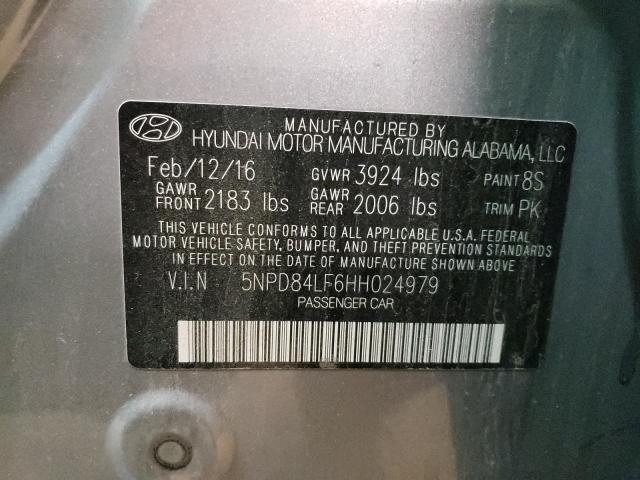 MANUFACTURED BY
HYUNDAI MOTOR MANUFACTURING ALABAMA, LLC
Feb/12/16 GVWR 3924 lbs PAINT 8S
GAWR FRONT 2183 lbs GAWR REAR 2006 lbs TRIM PK
THIS VEHICLE CONFORMS TO ALL APPLICABLE U.S.A. FEDERAL
MOTOR VEHICLE SAFETY, BUMPER, AND THEFT PREVENTION STANDARDS
IN EFFECT ON THE DATE OF MANUFACTURE SHOWN ABOVE.
V.I.N 5NPD84LF6HH024979
PASSENGER CAR